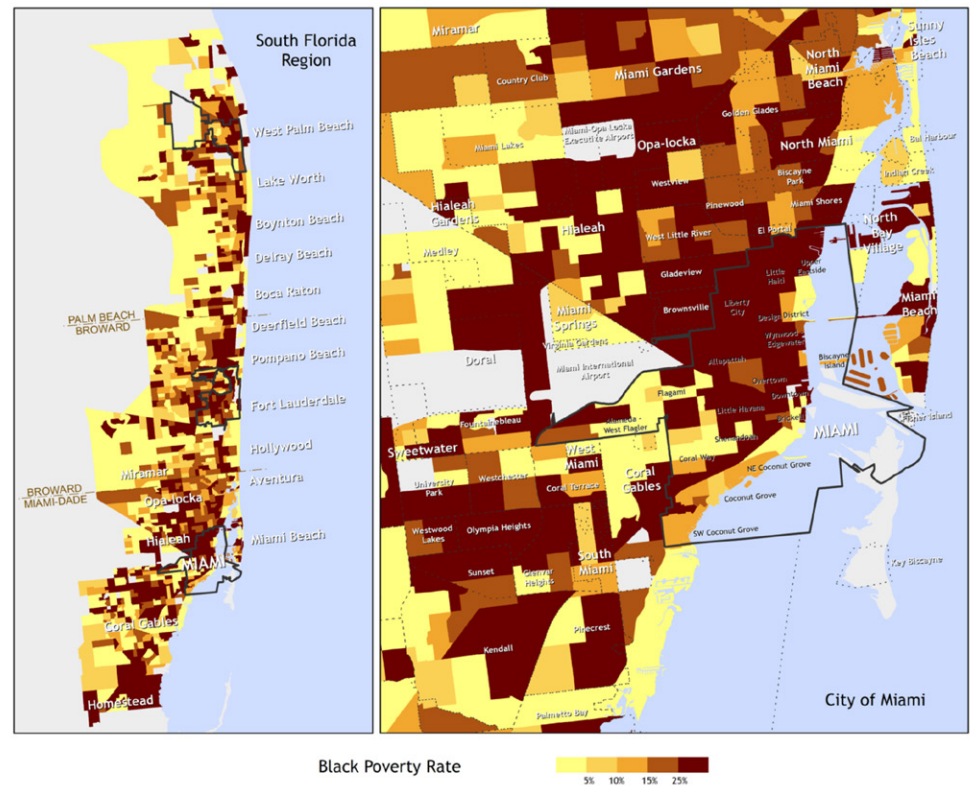 South Florida
Region
West Palm Beach
Lake Worth
Boynton Beach
Delray Beach
Boca Raton
PALM BEACH
BROWARD
Deerfield Beach
Pompano Beach
Fort Lauderdale
Hollywood
Miramar
Aventura
BROWARD
MIAMI-DADE
Opa-locka
Hialeah
Miami Beach
MIAMI
Coral Gables
Homestead
Miramar
Sunny
Isles
Beach
North
Miami
Beach
Country Club
Miami Gardens
Golden Glades
Miami-Opa Locka
Executive Airport
Miami Lakes
Opa-locka
North Miami
Bal Harbour
Indian Creek
Biscayne
Park
Westview
Hialeah
Gardens
Pinewood
Miami Shores
Hialeah
West Little River
El Portal
North
Bay
Village
Medley
Gladeview
Little
Haiti
Upper
Eastside
Miami
Springs
Brownsville
Liberty
City
Miami
Beach
Design District
Virginia Gardens
Wynwood
Edgewater
Doral
Miami International
Airport
Allapattah
Biscayne
Island
Flagami
Overtown
Downtown
Little Havana
Brickell
Fisher Island
Fountainebleau
Alameda
West Flagler
MIAMI
Sweetwater
West
Miami
Shenandoah
Coral Way
NE Coconut Grove
University
Park
Westchester
Coral Terrace
Coral
Gables
Coconut Grove
Westwood
Lakes
Olympia Heights
SW Coconut Grove
South
Miami
Sunset
Glenvar
Heights
Key Biscayne
Kendall
Pinecrest
Palmetto Bay
City of Miami
Black Poverty Rate
5% 10% 15% 25%